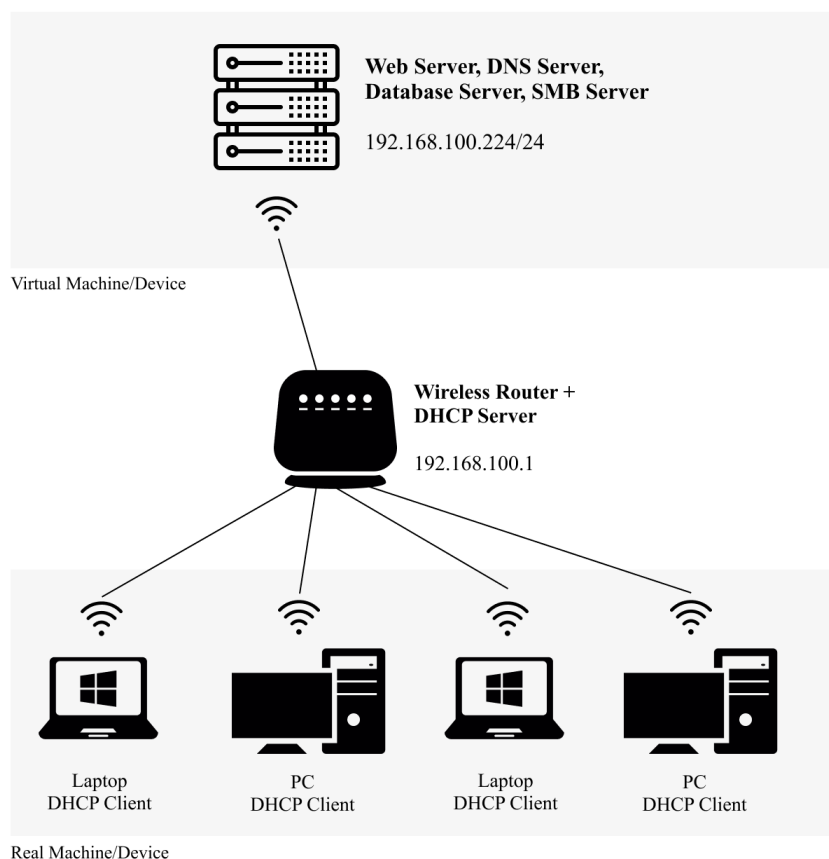 Web Server, DNS Server,
Database Server, SMB Server
192.168.100.224/24
Virtual Machine/Device
Wireless Router +
DHCP Server
192.168.100.1
Laptop
DHCP Client
PC
DHCP Client
Laptop
DHCP Client
PC
DHCP Client
Real Machine/Device